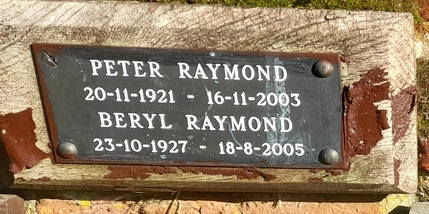 PETER RAYMOND
20-11-1921 - 16-11-2003
BERYL RAYMOND
23-10-1927 - 18-8-2005